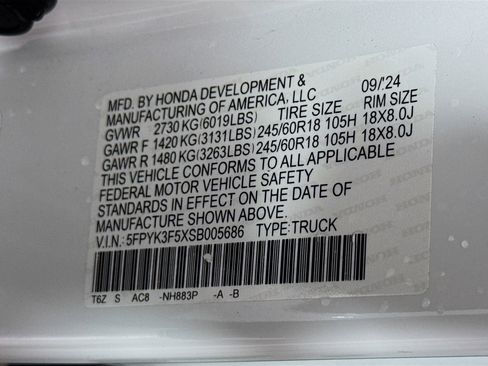 MFD. BY HONDA DEVELOPMENT & 09/'24
MANUFACTURING OF AMERICA, LLC
GVWR 2730 KG(6019LBS) TIRE SIZE RIM SIZE
GAWR F 1420 KG(3131LBS) 245/60R18 105H 18X8.0J
GAWR R 1480 KG(3263LBS) 245/60R18 105H 18X8.0J
THIS VEHICLE CONFORMS TO ALL APPLICABLE
FEDERAL MOTOR VEHICLE SAFETY
STANDARDS IN EFFECT ON THE DATE OF
MANUFACTURE SHOWN ABOVE.
V.I.N.: 5FPYK3F5XSB005686 TYPE:TRUCK
T6Z S AC8 -NH883P -A -B